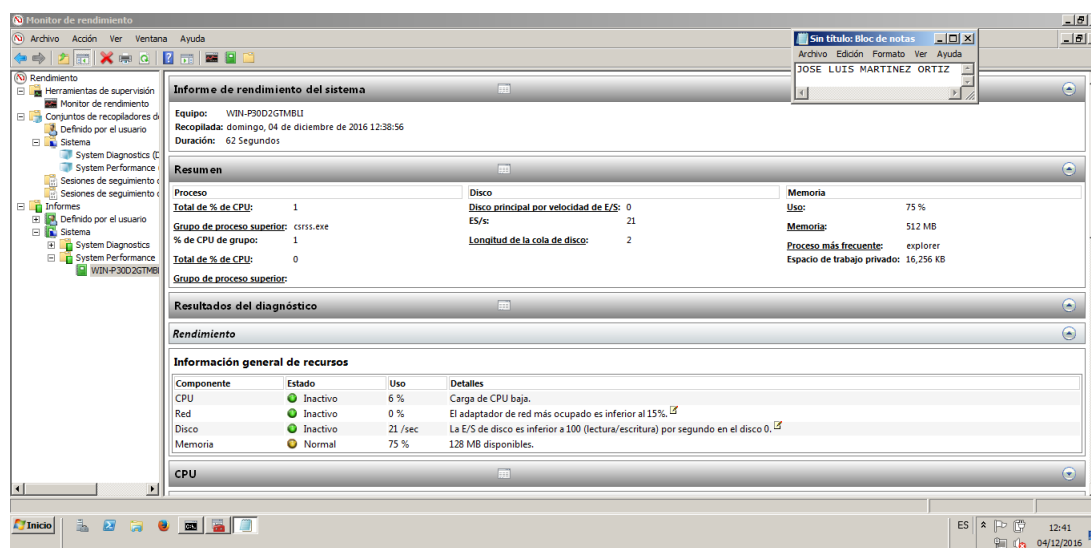 Monitor de rendimiento
Archivo Acción Ver Ventana Ayuda
Sin título: Bloc de notas
Archivo Edición Formato Ver Ayuda
JOSE LUIS MARTINEZ ORTIZ
Rendimiento
Herramientas de supervisión
Monitor de rendimiento
Conjuntos de recopiladores d
Definido por el usuario
Sistema
System Diagnostics (D
System Performance
Sesiones de seguimiento
Sesiones de seguimiento
Informes
Definido por el usuario
Sistema
System Diagnostics
System Performance
WIN-P30D2GTMBI
Informe de rendimiento del sistema
Equipo: WIN-P30D2GTMBLI
Recopilada: domingo, 04 de diciembre de 2016 12:38:56
Duración: 62 Segundos
Resumen
Proceso Disco Memoria
Total de % de CPU: 1 Disco principal por velocidad de E/S: 0 Uso: 75 %
Grupo de proceso superior: csrss.exe ES/s: 21 Memoria: 512 MB
% de CPU de grupo: 1 Longitud de la cola de disco: 2 Proceso más frecuente: explorer
Total de % de CPU: 0 Espacio de trabajo privado: 16,256 KB
Grupo de proceso superior:
Resultados del diagnóstico
Rendimiento
Información general de recursos
Componente Estado Uso Detalles
CPU Inactivo 6 % Carga de CPU baja.
Red Inactivo 0 % El adaptador de red más ocupado es inferior al 15%.
Disco Inactivo 21 /sec La E/S de disco es inferior a 100 (lectura/escritura) por segundo en el disco 0.
Memoria Normal 75 % 128 MB disponibles.
CPU
Inicio ES 12:41
04/12/2016